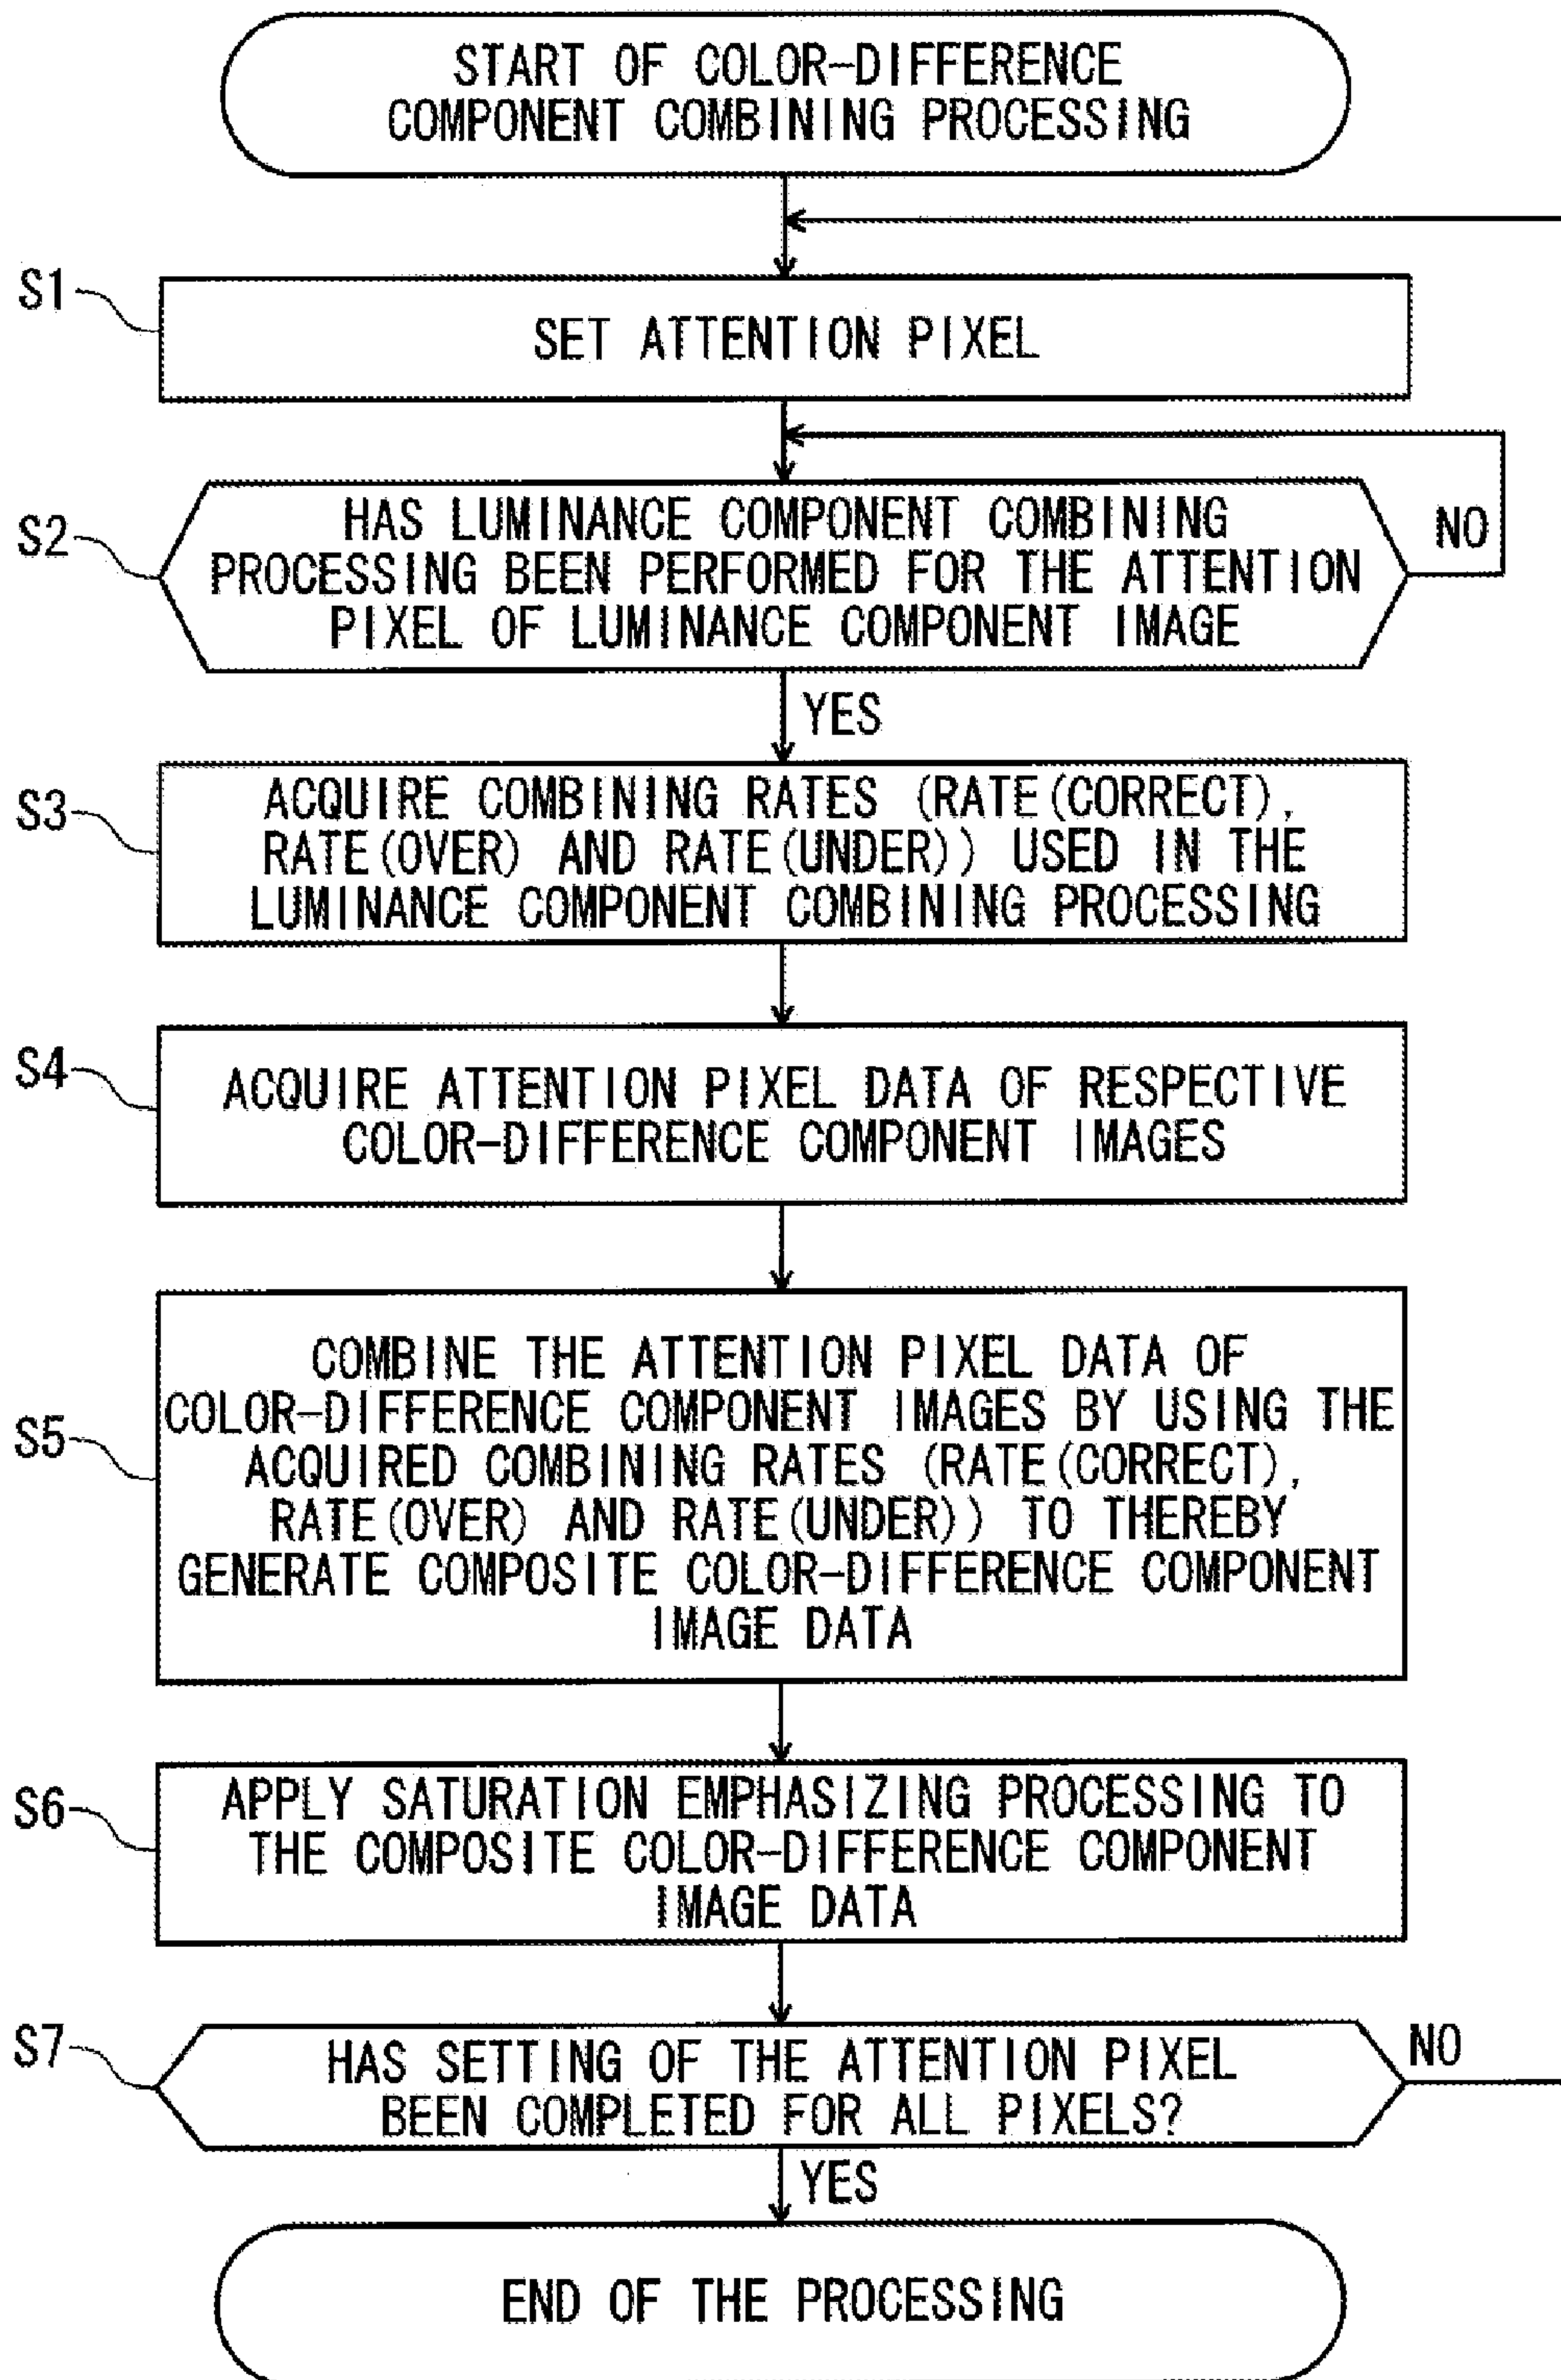 START OF COLOR-DIFFERENCE
COMPONENT COMBINING PROCESSING
S1
SET ATTENTION PIXEL
S2
HAS LUMINANCE COMPONENT COMBINING
PROCESSING BEEN PERFORMED FOR THE ATTENTION
PIXEL OF LUMINANCE COMPONENT IMAGE
NO
YES
S3
ACQUIRE COMBINING RATES (RATE(CORRECT),
RATE(OVER) AND RATE(UNDER)) USED IN THE
LUMINANCE COMPONENT COMBINING PROCESSING
S4
ACQUIRE ATTENTION PIXEL DATA OF RESPECTIVE
COLOR-DIFFERENCE COMPONENT IMAGES
S5
COMBINE THE ATTENTION PIXEL DATA OF
COLOR-DIFFERENCE COMPONENT IMAGES BY USING THE
ACQUIRED COMBINING RATES (RATE(CORRECT),
RATE(OVER) AND RATE(UNDER)) TO THEREBY
GENERATE COMPOSITE COLOR-DIFFERENCE COMPONENT
IMAGE DATA
S6
APPLY SATURATION EMPHASIZING PROCESSING TO
THE COMPOSITE COLOR-DIFFERENCE COMPONENT
IMAGE DATA
S7
HAS SETTING OF THE ATTENTION PIXEL
BEEN COMPLETED FOR ALL PIXELS?
NO
YES
END OF THE PROCESSING